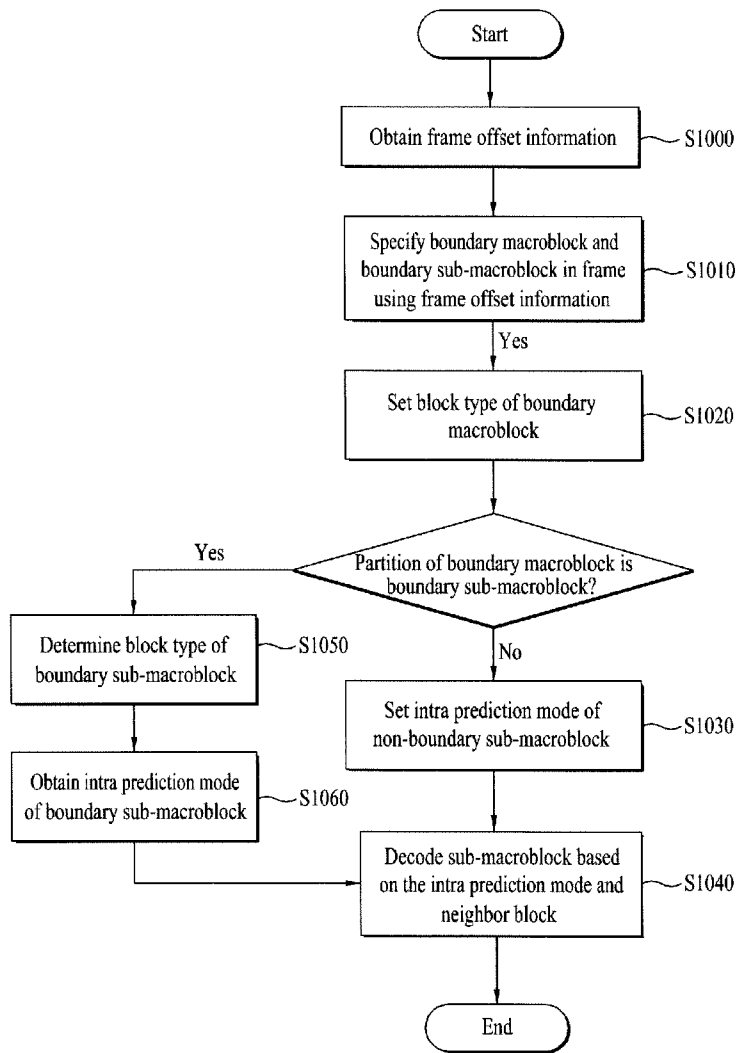 Start
Obtain frame offset information
S1000
Specify boundary macroblock and
boundary sub-macroblock in frame
using frame offset information
S1010
Yes
Set block type of boundary
macroblock
S1020
Partition of boundary macroblock is
boundary sub-macroblock?
Yes
Determine block type of
boundary sub-macroblock
S1050
No
Set intra prediction mode of
non-boundary sub-macroblock
S1030
Obtain intra prediction mode
of boundary sub-macroblock
S1060
Decode sub-macroblock based
on the intra prediction mode and
neighbor block
S1040
End